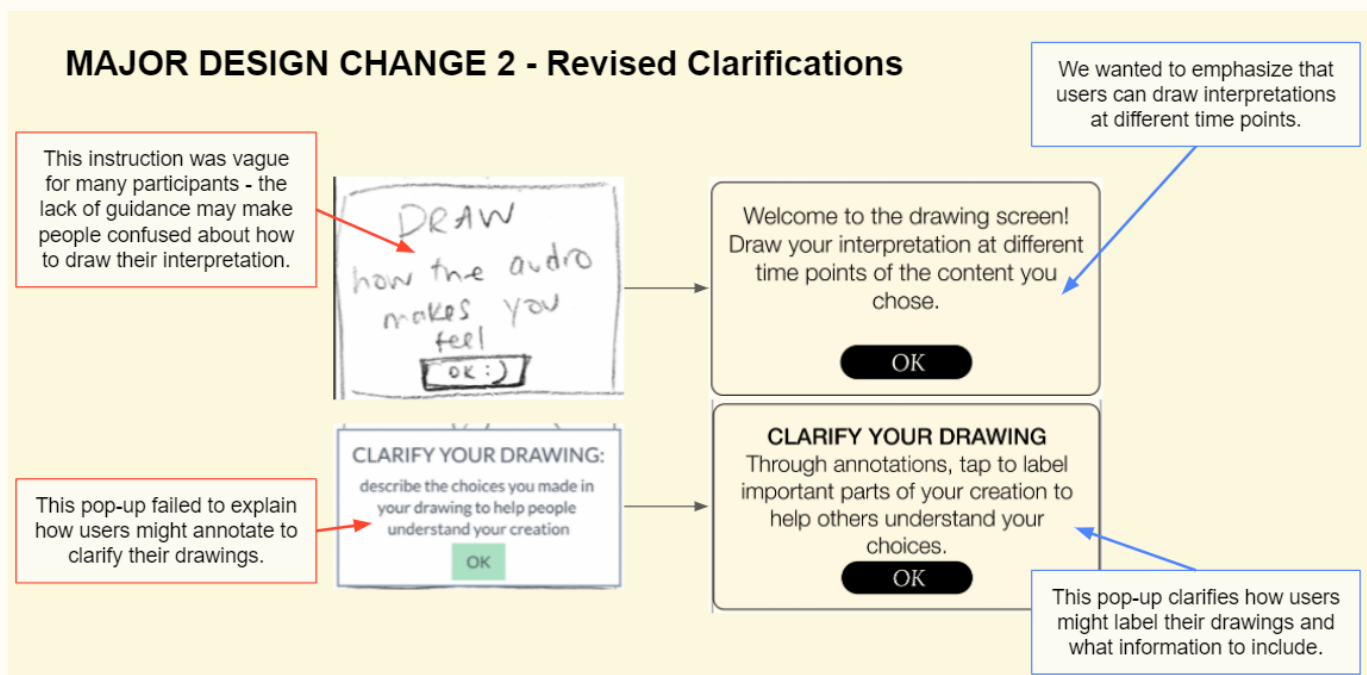 MAJOR DESIGN CHANGE 2 - Revised Clarifications
We wanted to emphasize that
users can draw interpretations
at different time points.
This instruction was vague
for many participants - the
lack of guidance may make
people confused about how
to draw their interpretation.
DRAW
how the audio
makes you
feel
OK :)
Welcome to the drawing screen!
Draw your interpretation at different
time points of the content you
chose.
OK
This pop-up failed to explain
how users might annotate to
clarify their drawings.
CLARIFY YOUR DRAWING:
describe the choices you made in
your drawing to help people
understand your creation
OK
CLARIFY YOUR DRAWING
Through annotations, tap to label
important parts of your creation to
help others understand your
choices.
OK
This pop-up clarifies how users
might label their drawings and
what information to include.